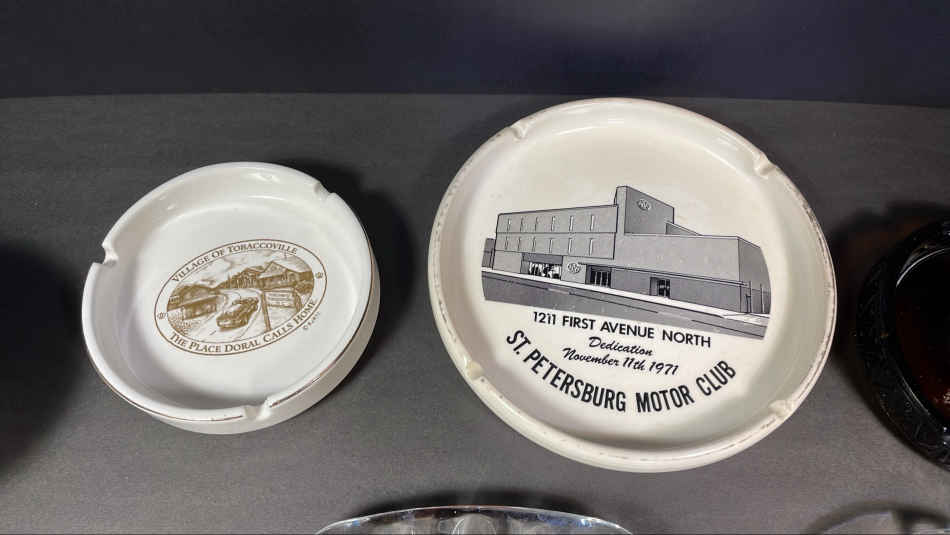 VILLAGE OF TOBACCOVILLE
THE PLACE DORAL CALLS HOME
1211 FIRST AVENUE NORTH
Dedication
November 11th 1971
ST. PETERSBURG MOTOR CLUB